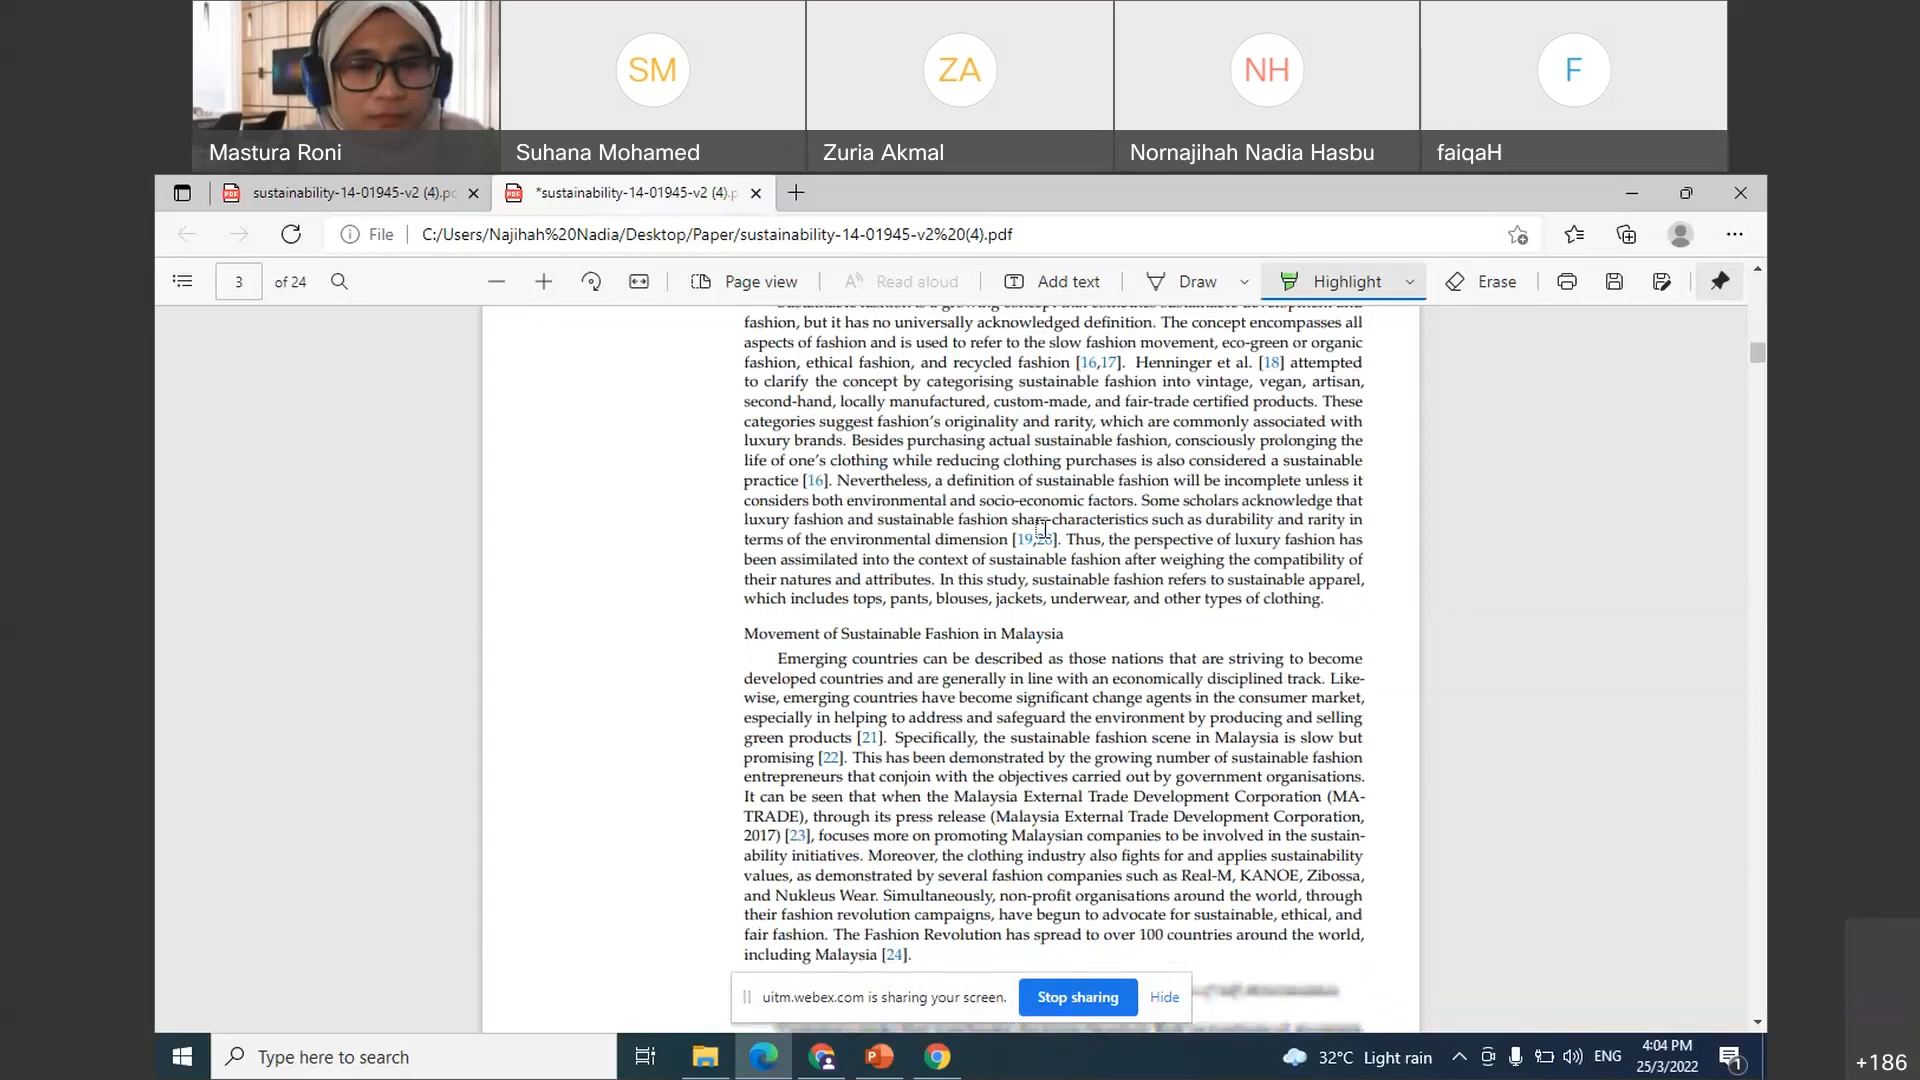 SM
ZA
NH
F
Mastura Roni
Suhana Mohamed
Zuria Akmal
Nornajihah Nadia Hasbu
faiqaH
sustainability-14-01945-v2 (4).p
*sustainability-14-01945-v2 (4).p
File
C:/Users/Najihah%20Nadia/Desktop/Paper/sustainability-14-01945-v2%20(4).pdf
3 of 24
Page view
Read aloud
Add text
Draw
Highlight
Erase
fashion, but it has no universally acknowledged definition. The concept encompasses all
aspects of fashion and is used to refer to the slow fashion movement, eco-green or organic
fashion, ethical fashion, and recycled fashion [16,17]. Henninger et al. [18] attempted
to clarify the concept by categorising sustainable fashion into vintage, vegan, artisan,
second-hand, locally manufactured, custom-made, and fair-trade certified products. These
categories suggest fashion's originality and rarity, which are commonly associated with
luxury brands. Besides purchasing actual sustainable fashion, consciously prolonging the
life of one's clothing while reducing clothing purchases is also considered a sustainable
practice [16]. Nevertheless, a definition of sustainable fashion will be incomplete unless it
considers both environmental and socio-economic factors. Some scholars acknowledge that
luxury fashion and sustainable fashion share characteristics such as durability and rarity in
terms of the environmental dimension [19,20]. Thus, the perspective of luxury fashion has
been assimilated into the context of sustainable fashion after weighing the compatibility of
their natures and attributes. In this study, sustainable fashion refers to sustainable apparel,
which includes tops, pants, blouses, jackets, underwear, and other types of clothing.
Movement of Sustainable Fashion in Malaysia
Emerging countries can be described as those nations that are striving to become
developed countries and are generally in line with an economically disciplined track. Like-
wise, emerging countries have become significant change agents in the consumer market,
especially in helping to address and safeguard the environment by producing and selling
green products [21]. Specifically, the sustainable fashion scene in Malaysia is slow but
promising [22]. This has been demonstrated by the growing number of sustainable fashion
entrepreneurs that conjoin with the objectives carried out by government organisations.
It can be seen that when the Malaysia External Trade Development Corporation (MA-
TRADE), through its press release (Malaysia External Trade Development Corporation,
2017) [23], focuses more on promoting Malaysian companies to be involved in the sustain-
ability initiatives. Moreover, the clothing industry also fights for and applies sustainability
values, as demonstrated by several fashion companies such as Real-M, KANOE, Zibossa,
and Nukleus Wear. Simultaneously, non-profit organisations around the world, through
their fashion revolution campaigns, have begun to advocate for sustainable, ethical, and
fair fashion. The Fashion Revolution has spread to over 100 countries around the world,
including Malaysia [24].
uitm.webex.com is sharing your screen.
Stop sharing
Hide
Type here to search
32°C Light rain
ENG
4:04 PM
25/3/2022
1
+186